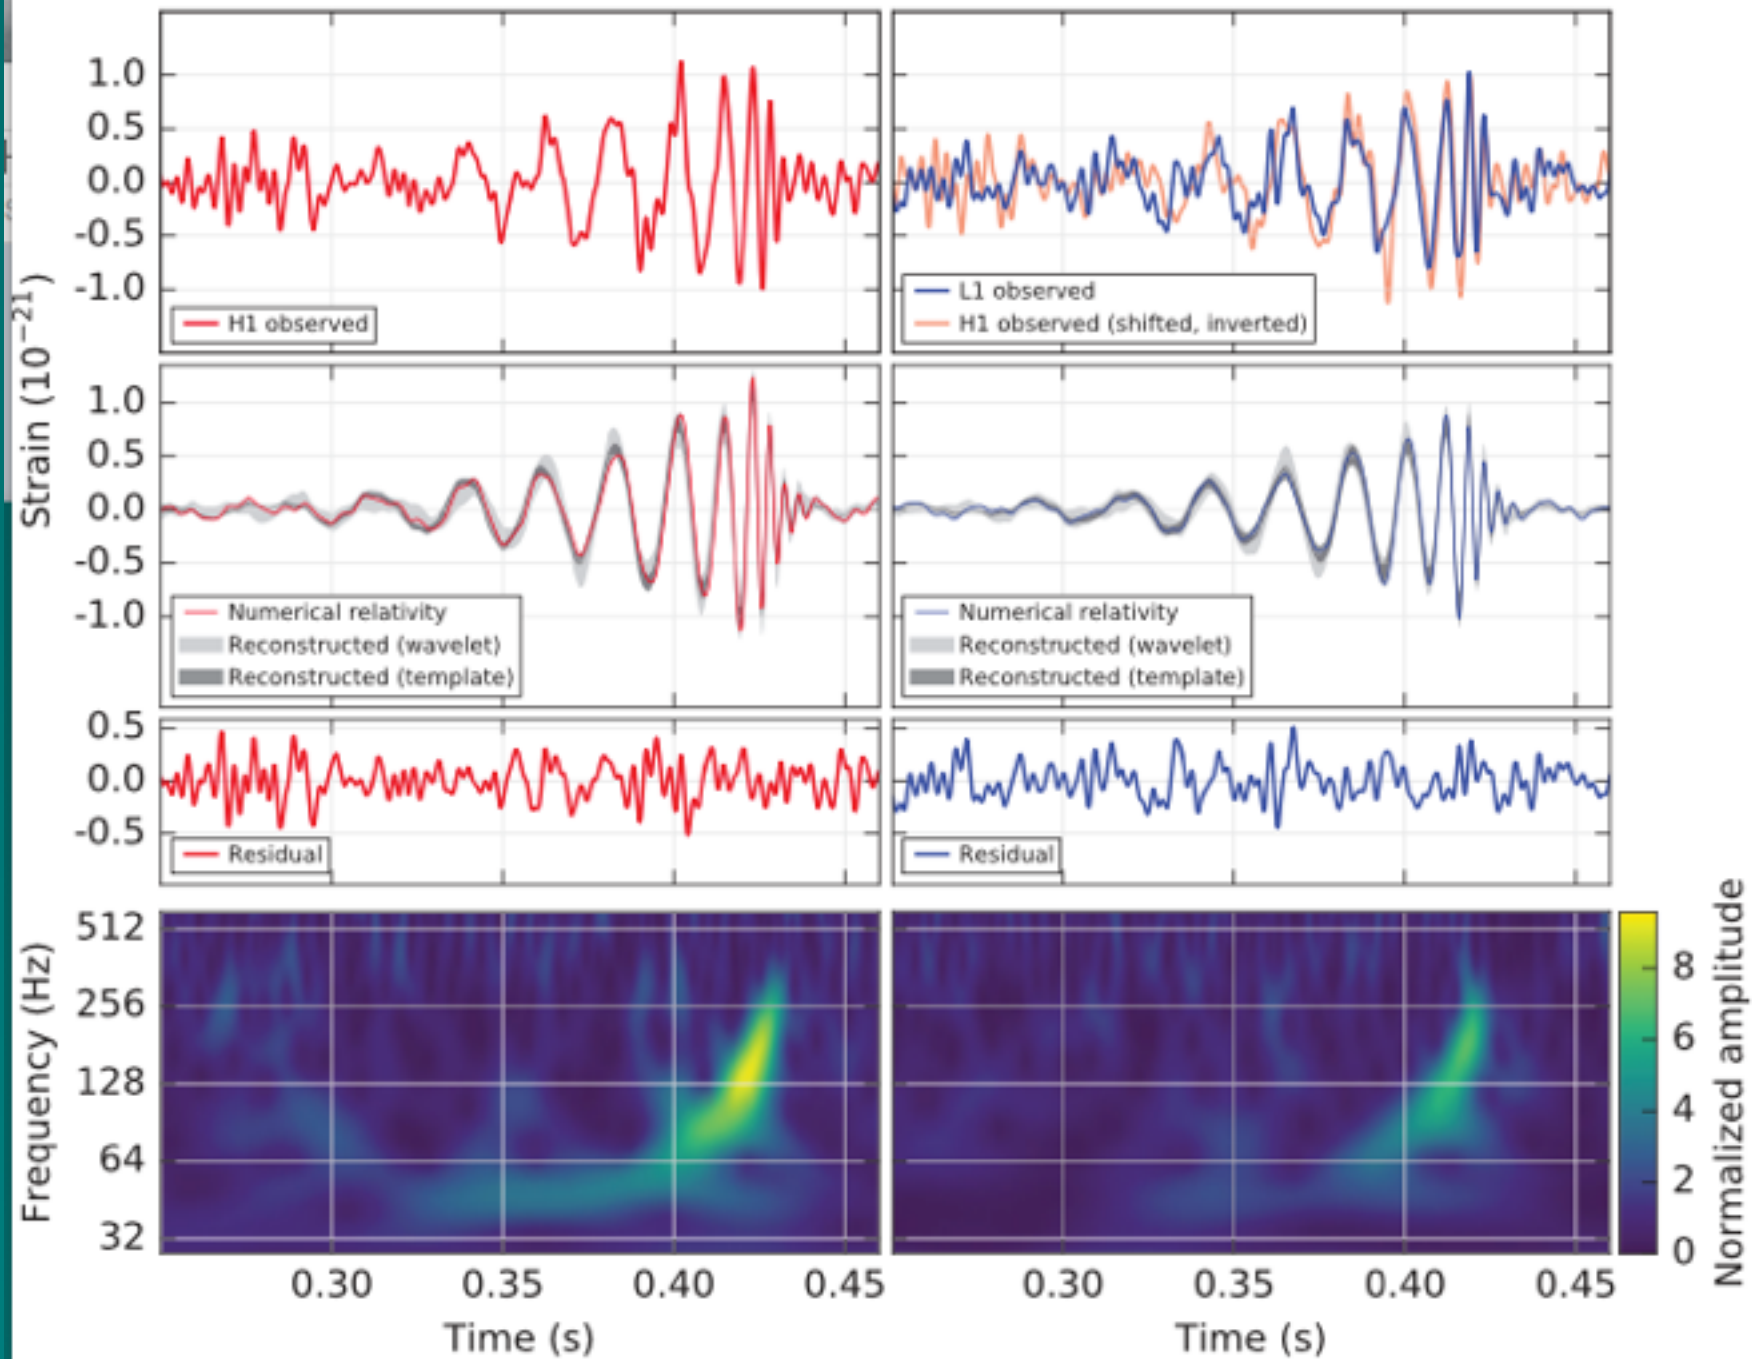 1.0
0.5
0.0
-0.5
-1.0
H1 observed
L1 observed
H1 observed (shifted, inverted)
Strain (10⁻²¹)
1.0
0.5
0.0
-0.5
-1.0
Numerical relativity
Reconstructed (wavelet)
Reconstructed (template)
Numerical relativity
Reconstructed (wavelet)
Reconstructed (template)
0.5
0.0
-0.5
Residual
Residual
Frequency (Hz)
512
256
128
64
32
Normalized amplitude
8
6
4
2
0
0.30 0.35 0.40 0.45
0.30 0.35 0.40 0.45
Time (s)
Time (s)